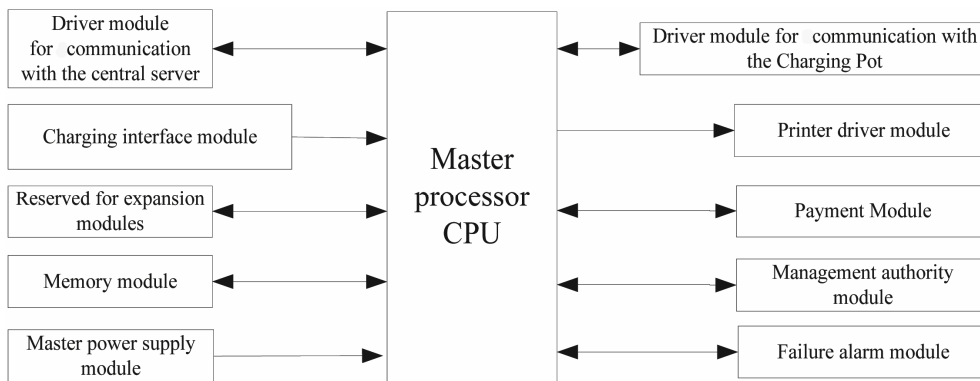 Driver module
for communication
with the central server
Charging interface module
Reserved for expansion
modules
Memory module
Master power supply
module
Master
processor
CPU
Driver module for communication with
the Charging Pot
Printer driver module
Payment Module
Management authority
module
Failure alarm module